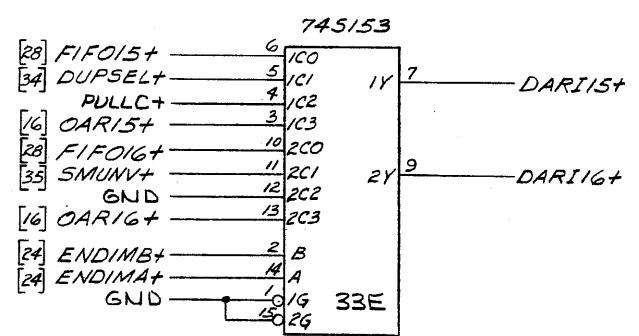 74S153
[28] FIFO15+ 6 1C0
[34] DUPSEL+ 5 1C1 1Y 7 DARI15+
PULLC+ 4 1C2
[16] OAR15+ 3 1C3
[28] FIFO16+ 10 2C0
[35] SMUNV+ 11 2C1 2Y 9 DARI16+
GND 12 2C2
[16] OAR16+ 13 2C3
[24] ENDIMB+ 2 B
[24] ENDIMA+ 14 A
GND 1 1G 33E
15 2G